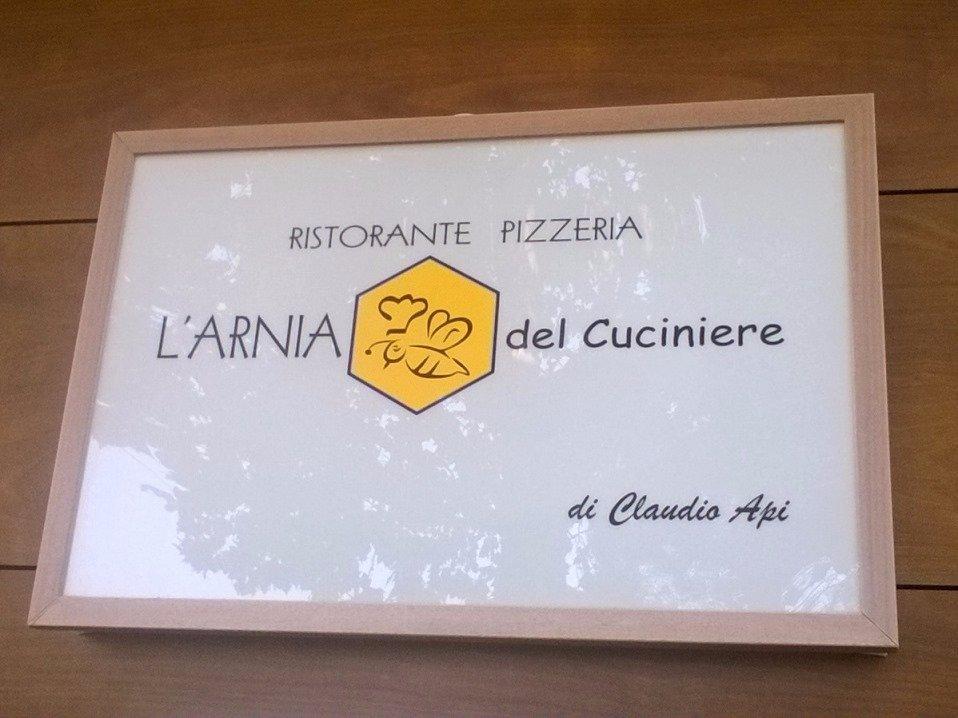 RISTORANTE PIZZERIA
L'ARNIA del Cuciniere
di Claudio Api